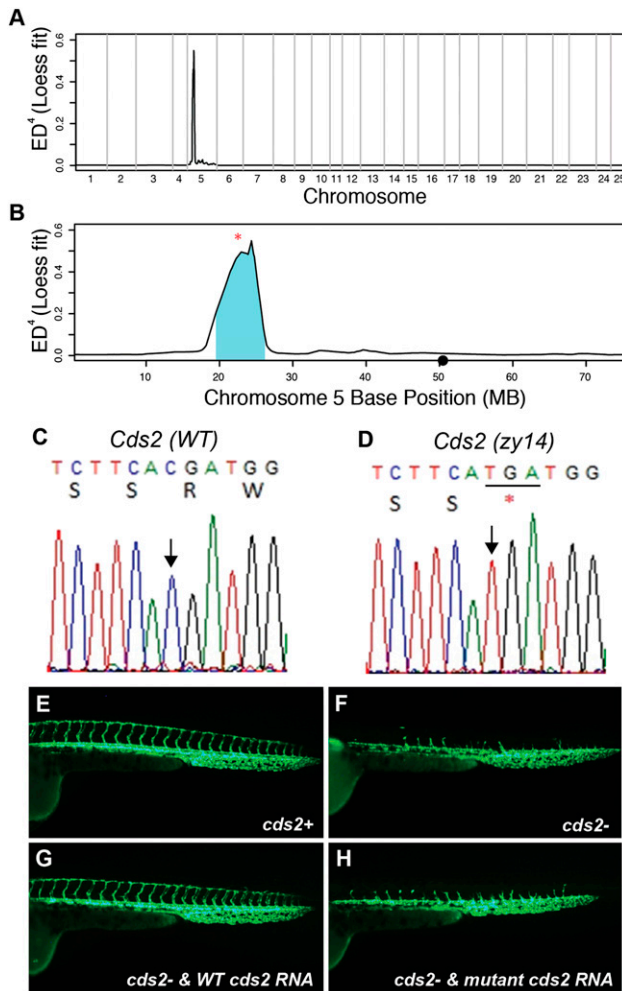 A
ED⁴ (Loess fit)
0.6
0.4
0.2
0.0
1 2 3 4 5 6 7 8 9 10 11 12 13 14 15 16 17 18 19 20 21 22 23 24 25
Chromosome
B
ED⁴ (Loess fit)
0.6
0.4
0.2
0.0
*
10 20 30 40 50 60 70
Chromosome 5 Base Position (MB)
C
Cds2 (WT)
T C T T C A C G A T G G
S S R W
D
Cds2 (zy14)
T C T T C A T G A T G G
S S *
E
cds2+
F
cds2-
G
cds2- & WT cds2 RNA
H
cds2- & mutant cds2 RNA